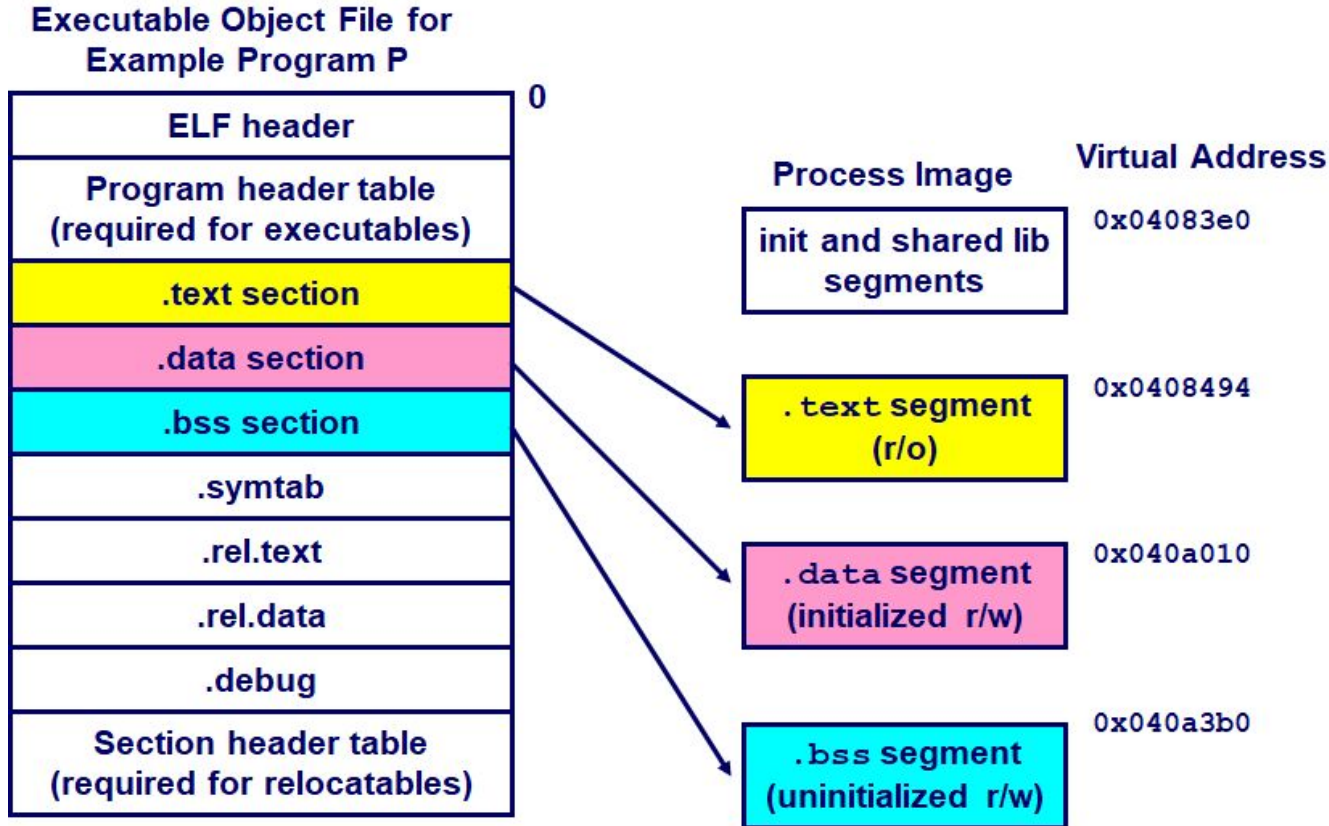 Executable Object File for
Example Program P
0
ELF header
Program header table
(required for executables)
.text section
.data section
.bss section
.symtab
.rel.text
.rel.data
.debug
Section header table
(required for relocatables)
Process Image
Virtual Address
init and shared lib
segments
0x04083e0
.text segment
(r/o)
0x0408494
.data segment
(initialized r/w)
0x040a010
.bss segment
(uninitialized r/w)
0x040a3b0